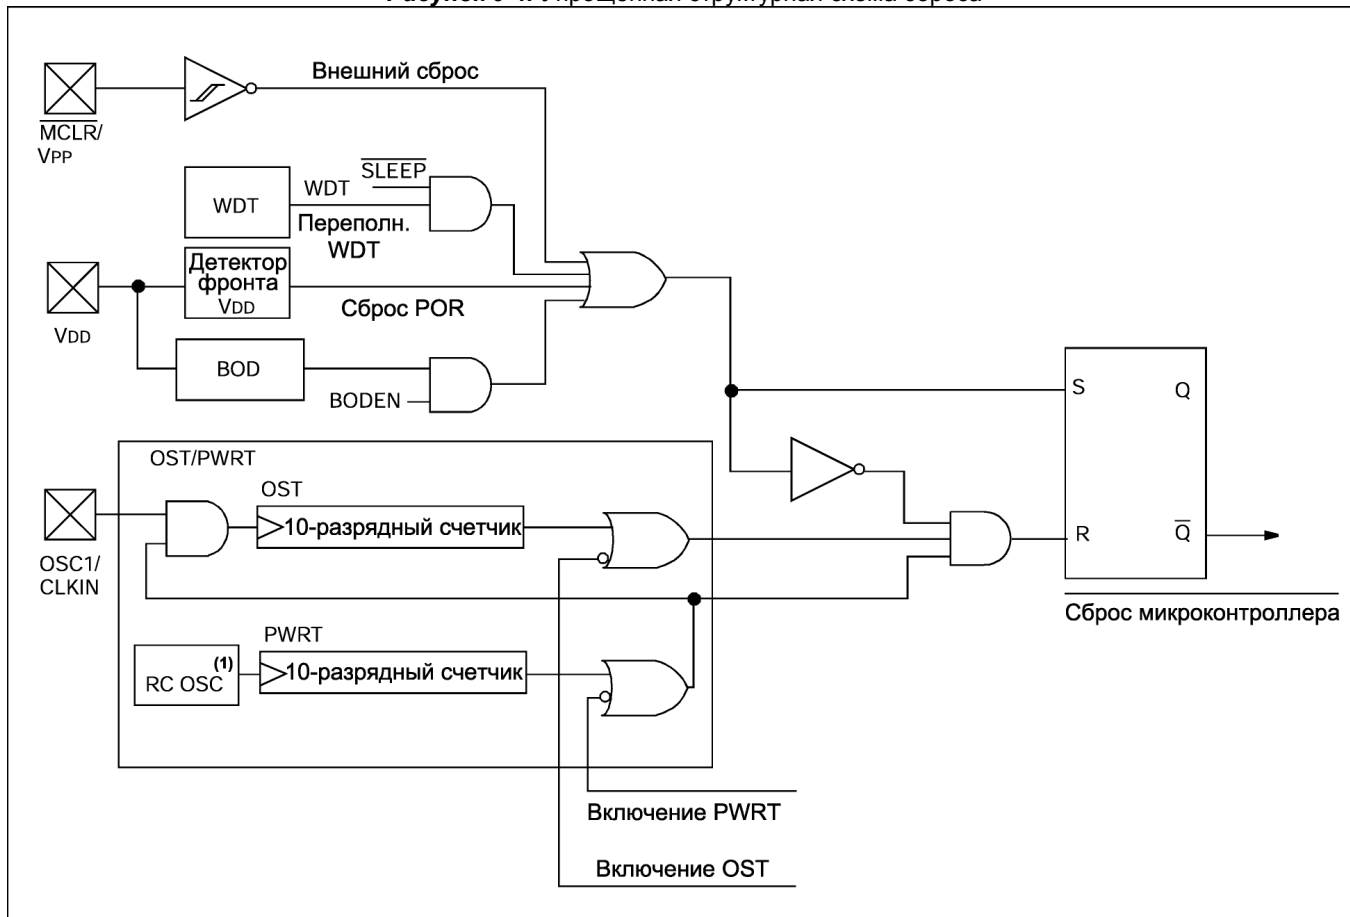 Внешний сброс
MCLR/
VPP
SLEEP
WDT
WDT
Переполн.
WDT
Детектор
фронта
VDD
Сброс POR
VDD
BOD
BODEN
S
Q
OST/PWRT
OST
10-разрядный счетчик
OSC1/
CLKIN
R
Q
Сброс микроконтроллера
PWRT
(1)
RC OSC
10-разрядный счетчик
Включение PWRT
Включение OST